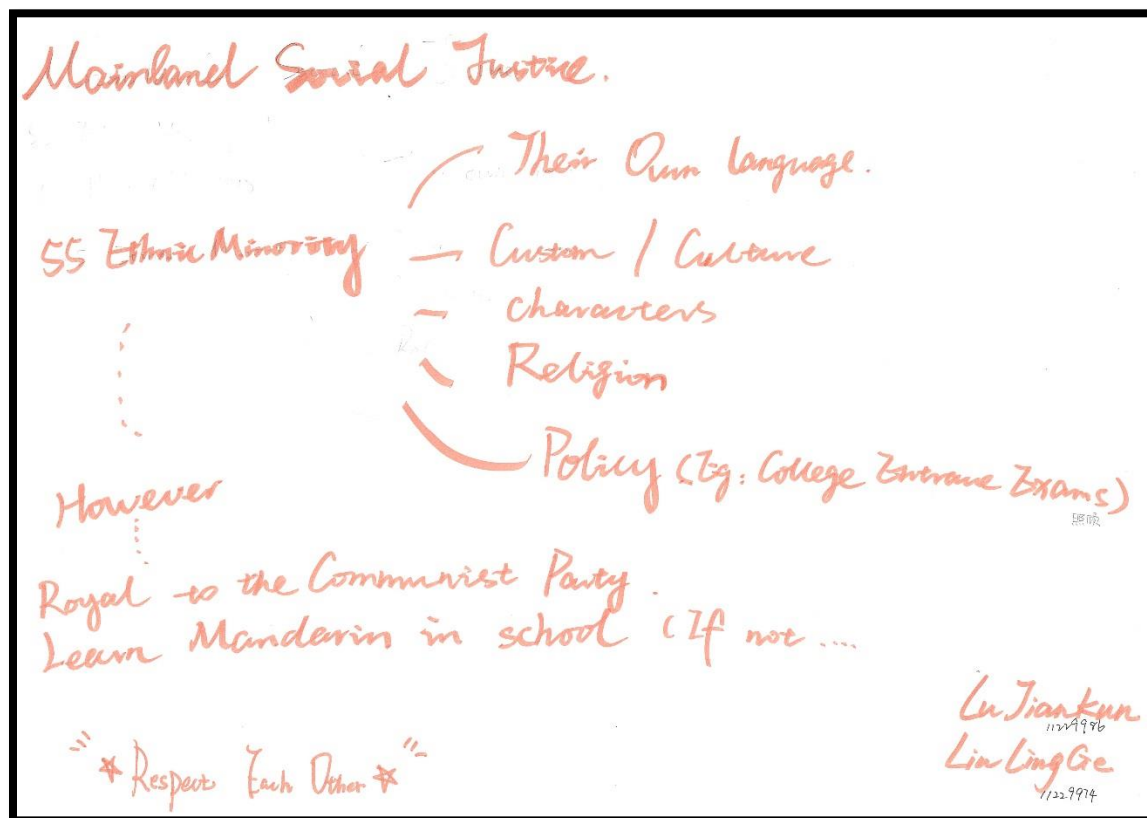 Mainland Social Justice.
Their Own language.
55 Ethnic Minority
Custom / Culture
characters
Religion
Policy (Eg: College Entrance Exams)
照顾
However
Royal to the Communist Party.
Learn Mandarin in school (If not ....
Lu Jiankun
11229986
Liu LingGe
11229974
Respect Each Other